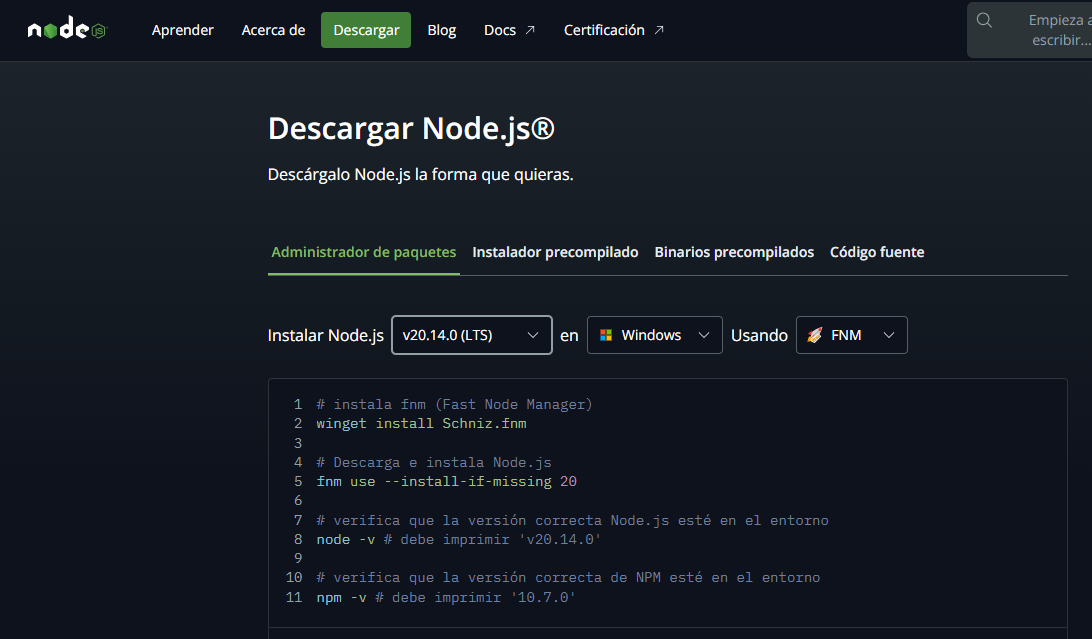 node JS
Aprender Acerca de Descargar Blog Docs ↗ Certificación ↗
Empieza a
escribir...
Descargar Node.js®
Descárgalo Node.js la forma que quieras.
Administrador de paquetes Instalador precompilado Binarios precompilados Código fuente
Instalar Node.js v20.14.0 (LTS) en Windows Usando FNM
1 # instala fnm (Fast Node Manager)
2 winget install Schniz.fnm
3
4 # Descarga e instala Node.js
5 fnm use --install-if-missing 20
6
7 # verifica que la versión correcta Node.js esté en el entorno
8 node -v # debe imprimir 'v20.14.0'
9
10 # verifica que la versión correcta de NPM esté en el entorno
11 npm -v # debe imprimir '10.7.0'